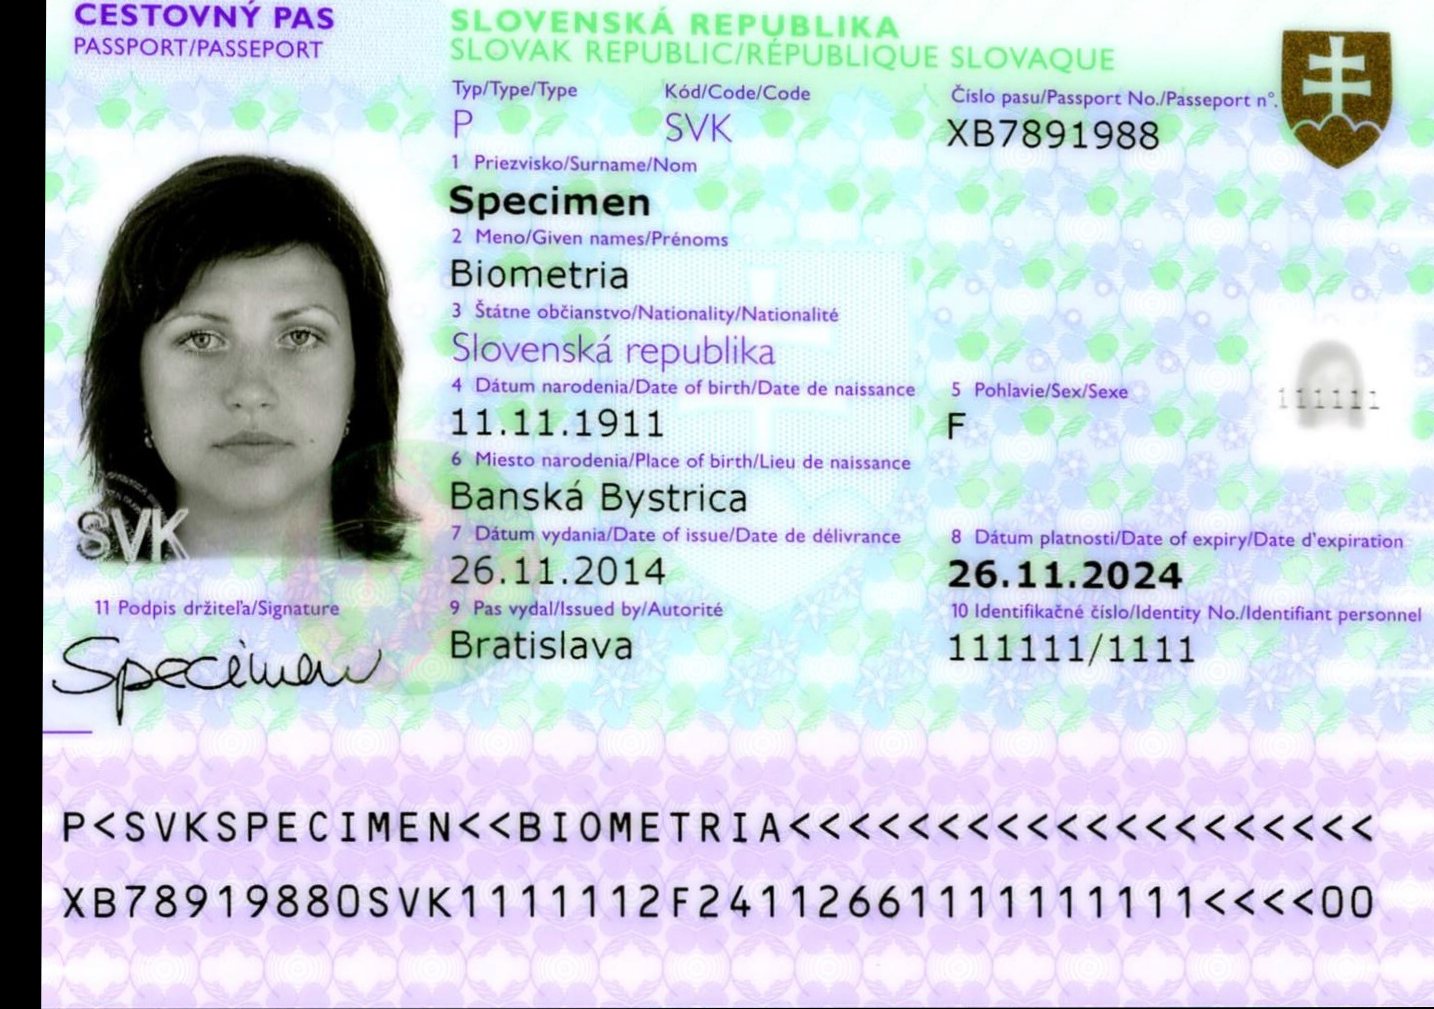 CESTOVNÝ PAS
PASSPORT/PASSEPORT
SLOVENSKÁ REPUBLIKA
SLOVAK REPUBLIC/RÉPUBLIQUE SLOVAQUE
Typ/Type/Type Kód/Code/Code Číslo pasu/Passport No./Passeport n°.
P SVK XB7891988
1 Priezvisko/Surname/Nom
Specimen
2 Meno/Given names/Prénoms
Biometria
3 Štátne občianstvo/Nationality/Nationalité
Slovenská republika
4 Dátum narodenia/Date of birth/Date de naissance 5 Pohlavie/Sex/Sexe
11.11.1911 F
111111
6 Miesto narodenia/Place of birth/Lieu de naissance
Banská Bystrica
SVK
7 Dátum vydania/Date of issue/Date de délivrance 8 Dátum platnosti/Date of expiry/Date d'expiration
26.11.2014 26.11.2024
11 Podpis držiteľa/Signature 9 Pas vydal/Issued by/Autorité 10 Identifikačné číslo/Identity No./Identifiant personnel
Specimen Bratislava 111111/1111
P<SVKSPECIMEN<<BIOMETRIA<<<<<<<<<<<<<<<<<<<<
XB78919880SVK1111112F24112661111111111<<<<00